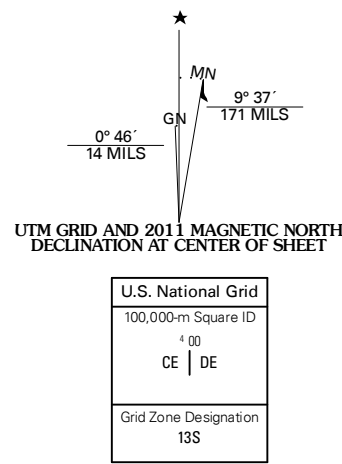 MN
GN
9° 37´
171 MILS
0° 46´
14 MILS
UTM GRID AND 2011 MAGNETIC NORTH
DECLINATION AT CENTER OF SHEET
U.S. National Grid
100,000-m Square ID
4 00
CE | DE
Grid Zone Designation
13S